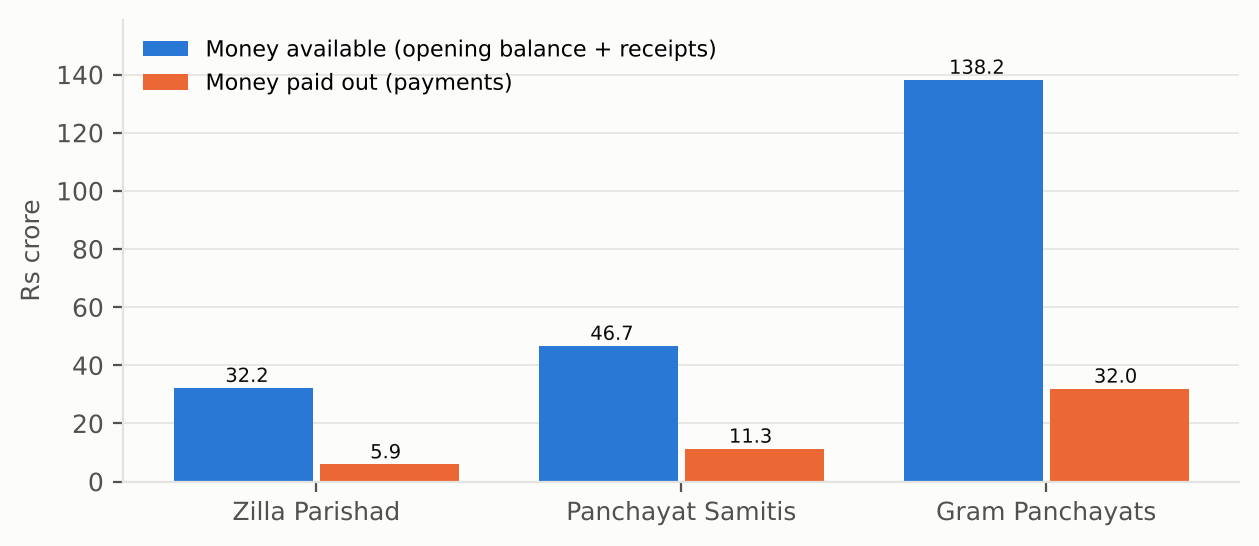 Money available (opening balance + receipts)
Money paid out (payments)
Rs crore
140
120
100
80
60
40
20
0
32.2
5.9
46.7
11.3
138.2
32.0
Zilla Parishad
Panchayat Samitis
Gram Panchayats